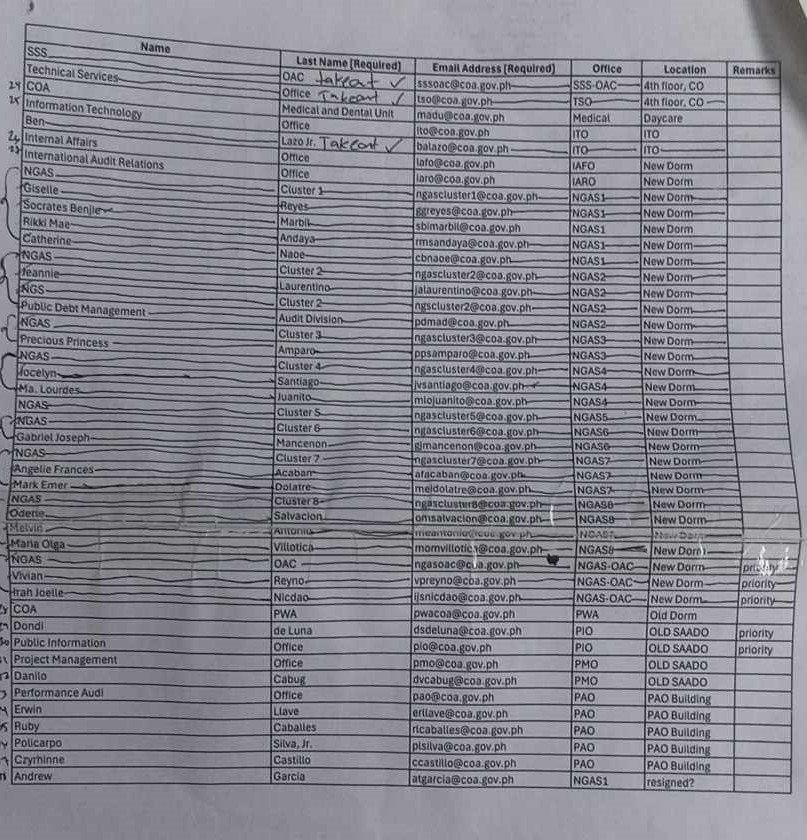 Name Last Name [Required] Email Address [Required] Office Location Remarks
SSS OAC takeout ✓ sssoac@coa.gov.ph SSS-OAC 4th floor, CO
Technical Services Office Takeout ✓ tso@coa.gov.ph TSO 4th floor, CO
24 COA Medical and Dental Unit madu@coa.gov.ph Medical Daycare
25 Information Technology Office ito@coa.gov.ph ITO ITO
Ben Lazo Jr. Takeout ✓ balazo@coa.gov.ph ITO ITO
26 Internal Affairs Office iafo@coa.gov.ph IAFO New Dorm
27 International Audit Relations Office iaro@coa.gov.ph IARO New Dorm
NGAS Cluster 1 ngascluster1@coa.gov.ph NGAS1 New Dorm
Giselle Reyes ggreyes@coa.gov.ph NGAS1 New Dorm
Socrates Benjie Marbil sbimarbil@coa.gov.ph NGAS1 New Dorm
Rikki Mae Andaya rmsandaya@coa.gov.ph NGAS1 New Dorm
Catherine Naoe cbnaoe@coa.gov.ph NGAS1 New Dorm
NGAS Cluster 2 ngascluster2@coa.gov.ph NGAS2 New Dorm
Jeannie Laurentino jalaurentino@coa.gov.ph NGAS2 New Dorm
NGS Cluster 2 ngscluster2@coa.gov.ph NGAS2 New Dorm
Public Debt Management Audit Division pdmad@coa.gov.ph NGAS2 New Dorm
NGAS Cluster 3 ngascluster3@coa.gov.ph NGAS3 New Dorm
Precious Princess Amparo ppsamparo@coa.gov.ph NGAS3 New Dorm
NGAS Cluster 4 ngascluster4@coa.gov.ph NGAS4 New Dorm
Jocelyn Santiago jvsantiago@coa.gov.ph NGAS4 New Dorm
Ma. Lourdes Juanito mlojuanito@coa.gov.ph NGAS4 New Dorm
NGAS Cluster 5 ngascluster5@coa.gov.ph NGAS5 New Dorm
NGAS Cluster 6 ngascluster6@coa.gov.ph NGAS6 New Dorm
Gabriel Joseph Mancenon gjmancenon@coa.gov.ph NGAS6 New Dorm
NGAS Cluster 7 ngascluster7@coa.gov.ph NGAS7 New Dorm
Angelie Frances Acaban afacaban@coa.gov.ph NGAS7 New Dorm
Mark Emer Dolatre meldolatre@coa.gov.ph NGAS7 New Dorm
NGAS Cluster 8 ngascluster8@coa.gov.ph NGAS8 New Dorm
Oderie Salvacion omsalvacion@coa.gov.ph NGAS8 New Dorm
Melvin Antonio meantonio@coa.gov.ph New Dorm
Maria Olga Villotica momvillotica@coa.gov.ph NGAS8 New Dorm
NGAS OAC ngasoac@coa.gov.ph NGAS-OAC New Dorm priority
Vivian Reyno vpreyno@coa.gov.ph NGAS-OAC New Dorm priority
Irah Joelle Nicdao ijsnicdao@coa.gov.ph NGAS-OAC New Dorm priority
COA PWA pwacoa@coa.gov.ph PWA Old Dorm
Dondi de Luna dsdeluna@coa.gov.ph PIO OLD SAADO priority
Public Information Office pio@coa.gov.ph PIO OLD SAADO priority
Project Management Office pmo@coa.gov.ph PMO OLD SAADO
Danilo Cabug dvcabug@coa.gov.ph PMO OLD SAADO
Performance Audi Office pao@coa.gov.ph PAO PAO Building
Erwin Llave erllave@coa.gov.ph PAO PAO Building
Ruby Caballes rlcaballes@coa.gov.ph PAO PAO Building
Policarpo Silva, Jr. plsilva@coa.gov.ph PAO PAO Building
Czyrhinne Castillo ccastillo@coa.gov.ph PAO PAO Building
Andrew Garcia atgarcia@coa.gov.ph NGAS1 resigned?